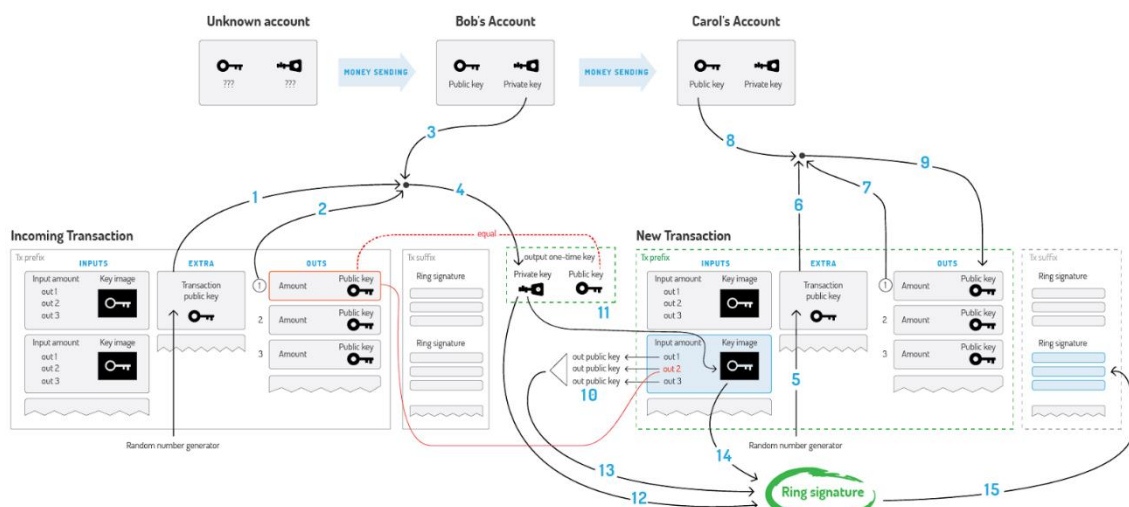 Unknown account
Bob's Account
Carol's Account
???
???
MONEY SENDING
Public key
Private key
MONEY SENDING
Public key
Private key
3
8
9
1
2
4
6
7
Incoming Transaction
Tx prefix
INPUTS
EXTRA
OUTS
Input amount
out 1
out 2
out 3
Key image
Transaction
public key
1
Amount
Public key
2
Amount
Public key
3
Amount
Public key
Input amount
out 1
out 2
out 3
Key image
Random number generator
Tx suffix
Ring signature
Ring signature
equal
output one-time key
Private key
Public key
11
New Transaction
Tx prefix
INPUTS
EXTRA
OUTS
Input amount
out 1
out 2
out 3
Key image
Transaction
public key
1
Amount
Public key
2
Amount
Public key
3
Amount
Public key
Input amount
out 1
out 2
out 3
Key image
out public key
out public key
out public key
10
5
Random number generator
Tx suffix
Ring signature
Ring signature
14
13
12
Ring signature
15